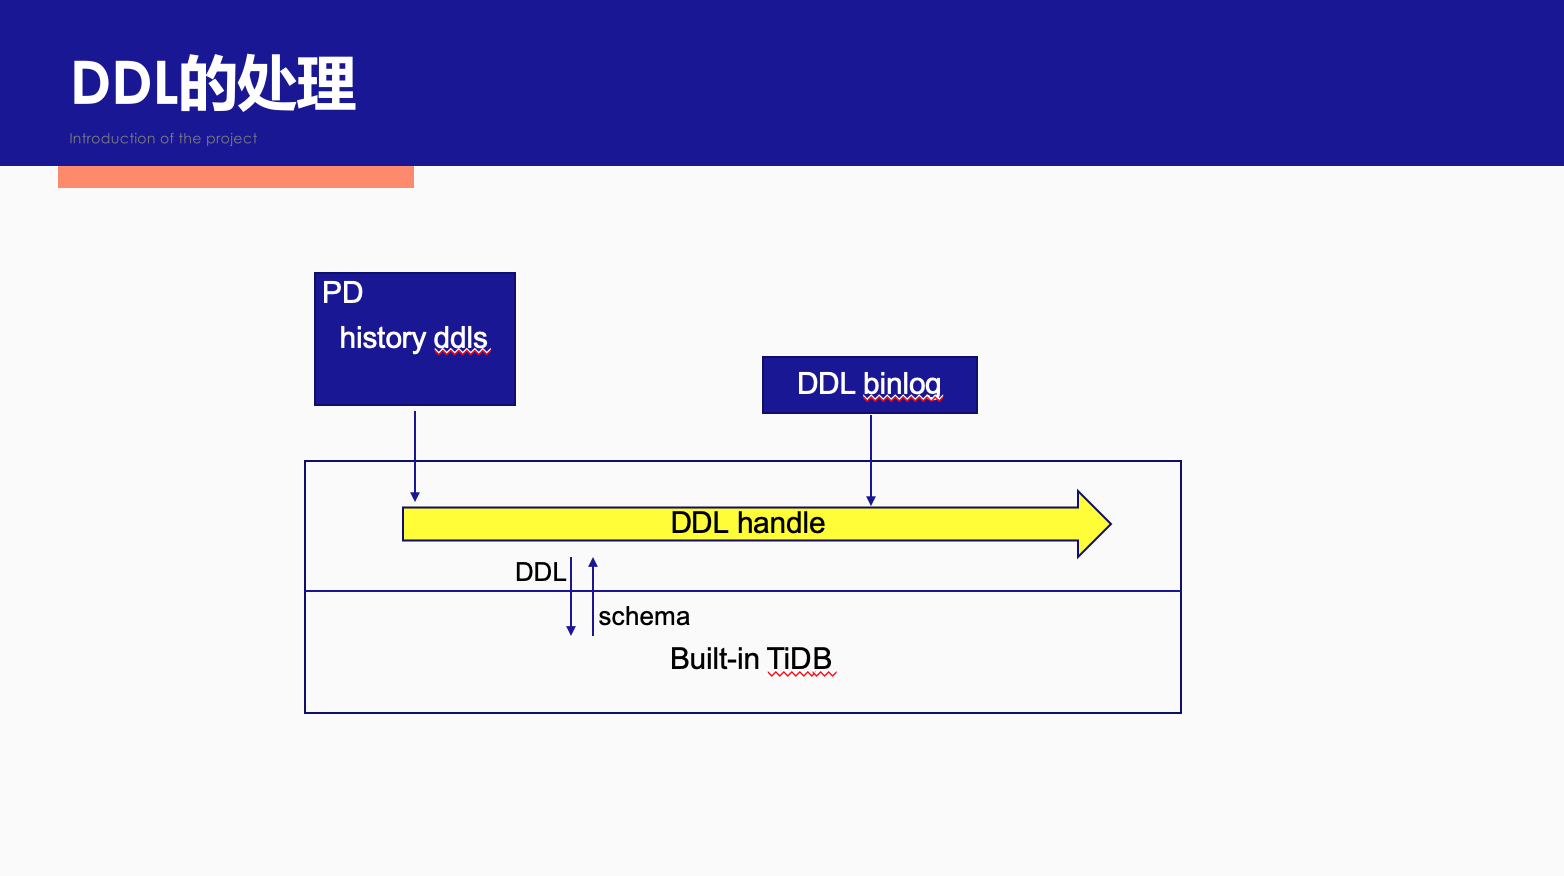 DDL的处理
Introduction of the project
PD
history ddls
DDL binlog
DDL handle
DDL
schema
Built-in TiDB